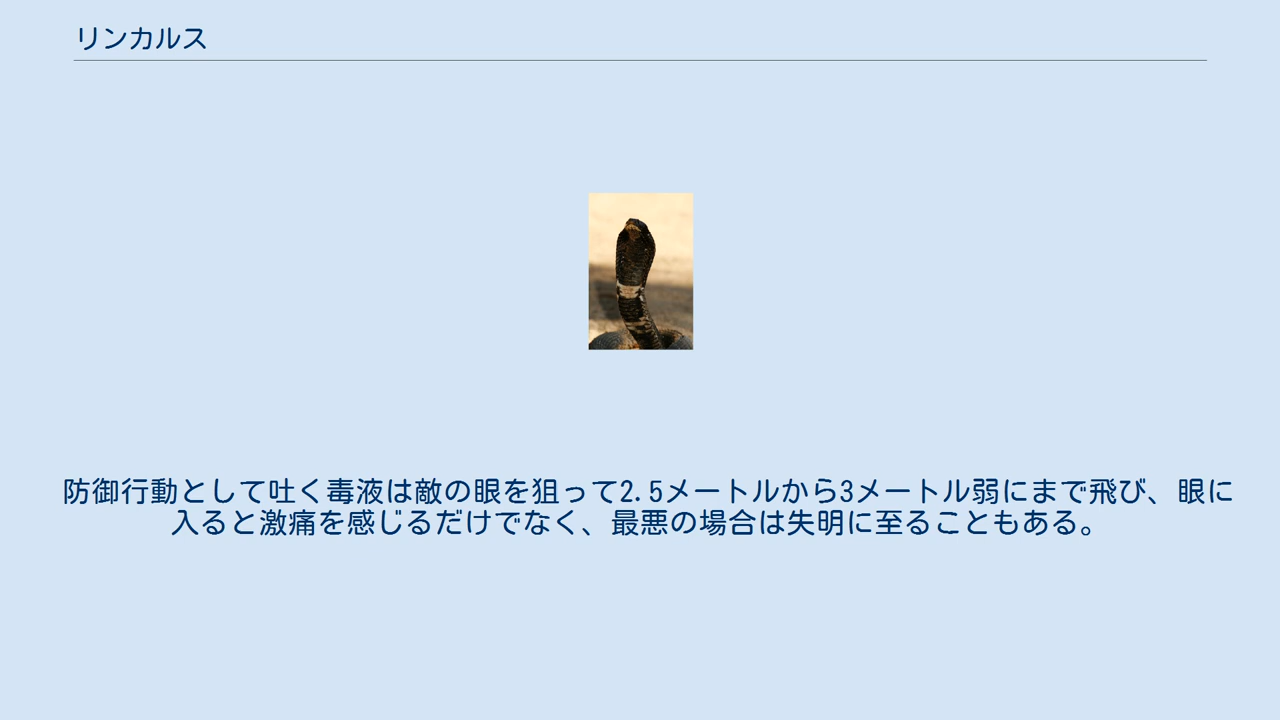 リンカルス
防御行動として吐く毒液は敵の眼を狙って2.5メートルから3メートル弱にまで飛び、眼に
入ると激痛を感じるだけでなく、最悪の場合は失明に至ることもある。